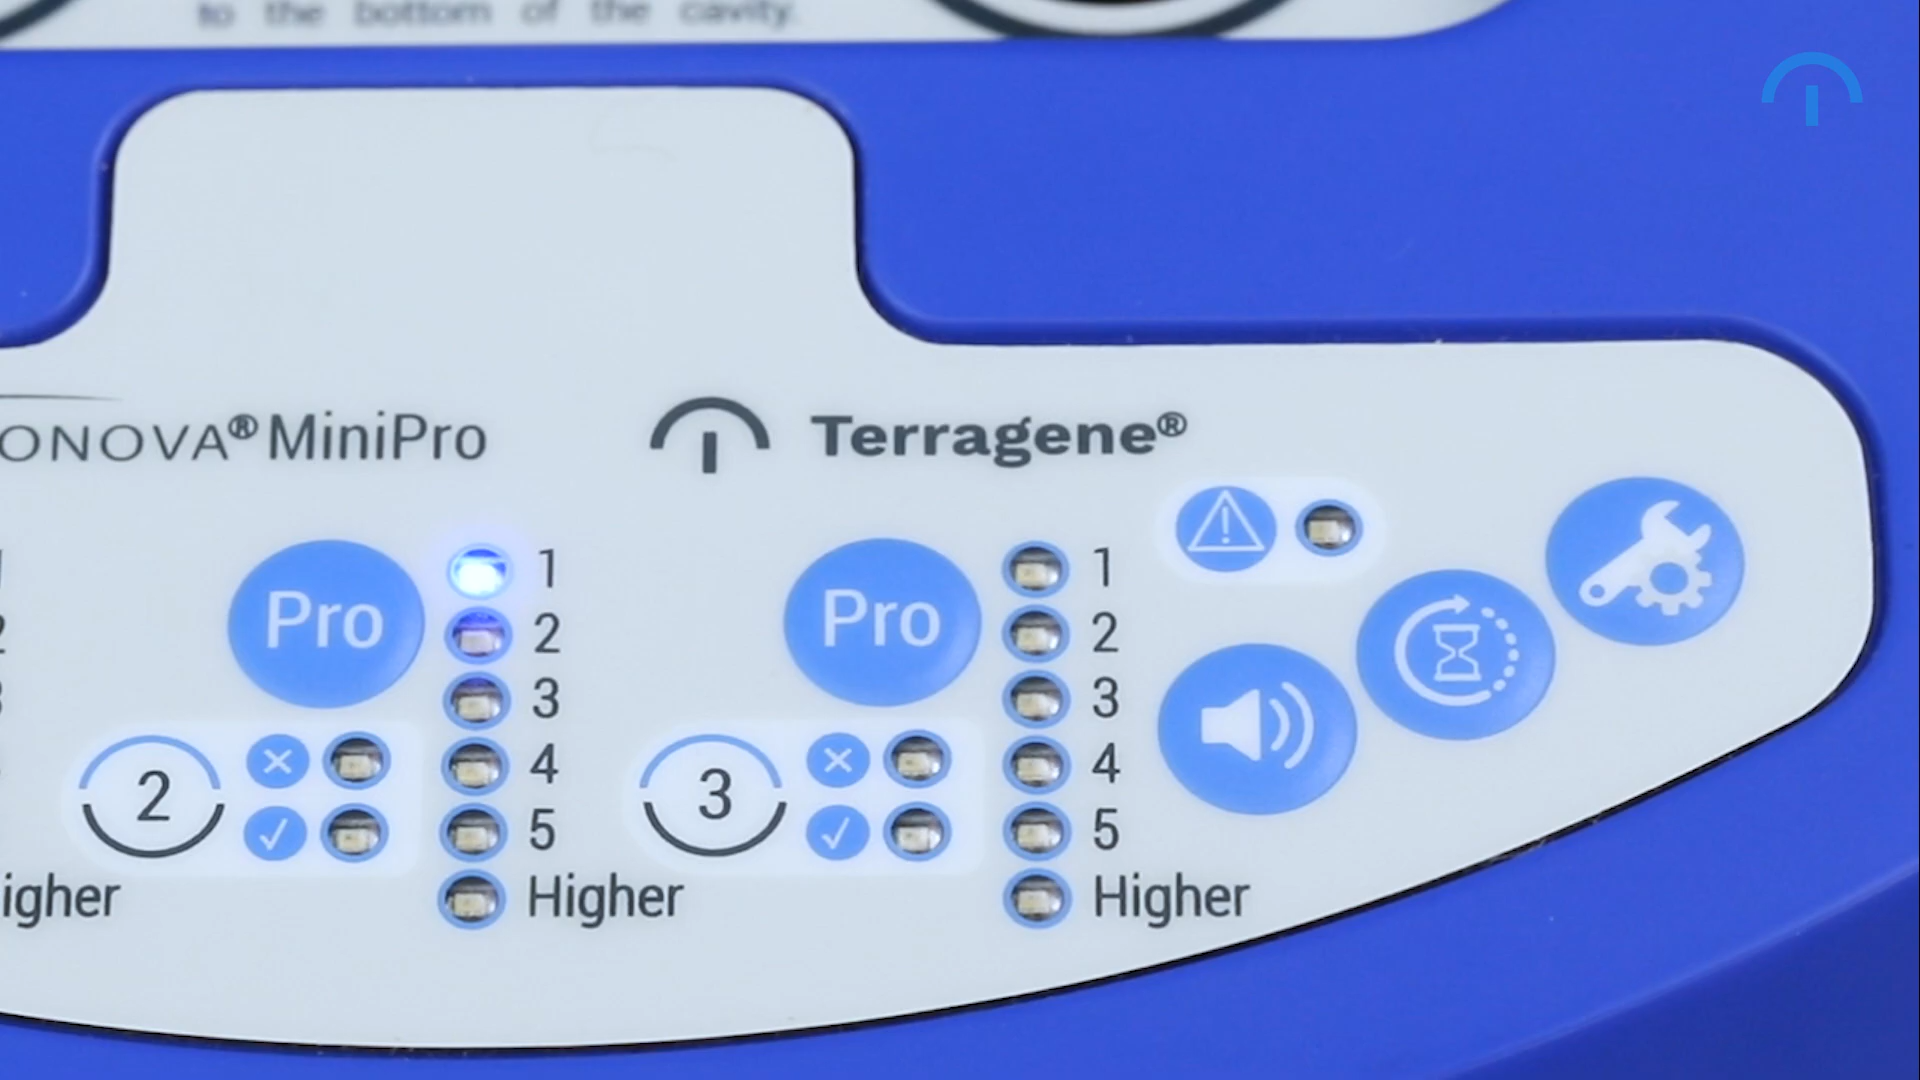 to the bottom of the cavity.
ONOVA® MiniPro
Terragene®
Pro
1
2
3
4
5
Higher
2
Pro
1
2
3
4
5
Higher
3
igher